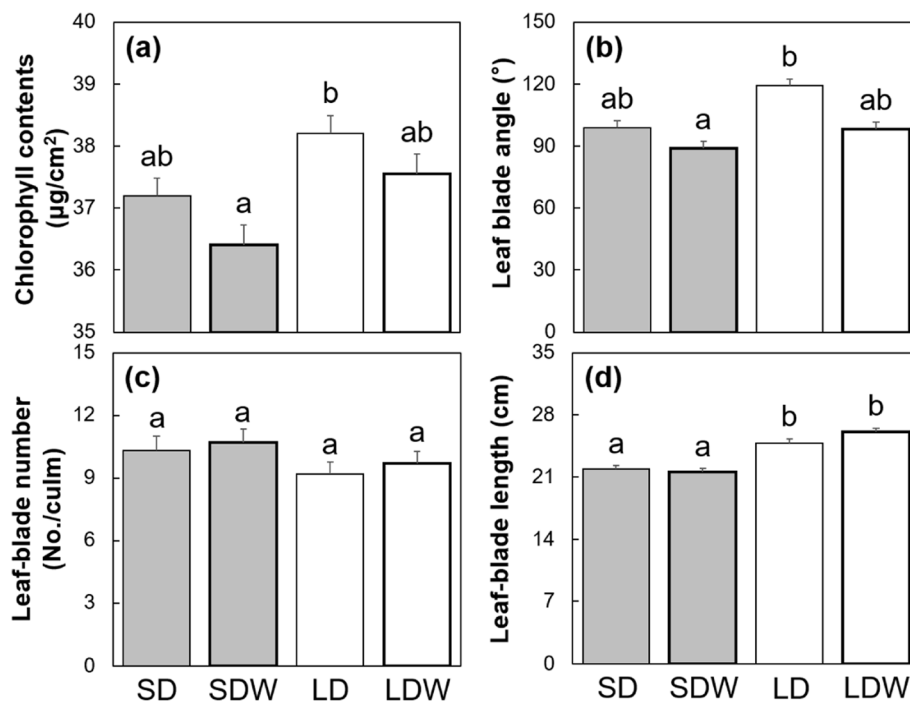 (a)
Chlorophyll contents
(µg/cm²)
40
39
38
37
36
35
ab
a
b
ab
(b)
Leaf blade angle (°)
150
120
90
60
30
0
ab
a
b
ab
(c)
Leaf-blade number
(No./culm)
15
12
9
6
3
0
a
a
a
a
SD SDW LD LDW
(d)
Leaf-blade length (cm)
35
28
21
14
7
0
a
a
b
b
SD SDW LD LDW